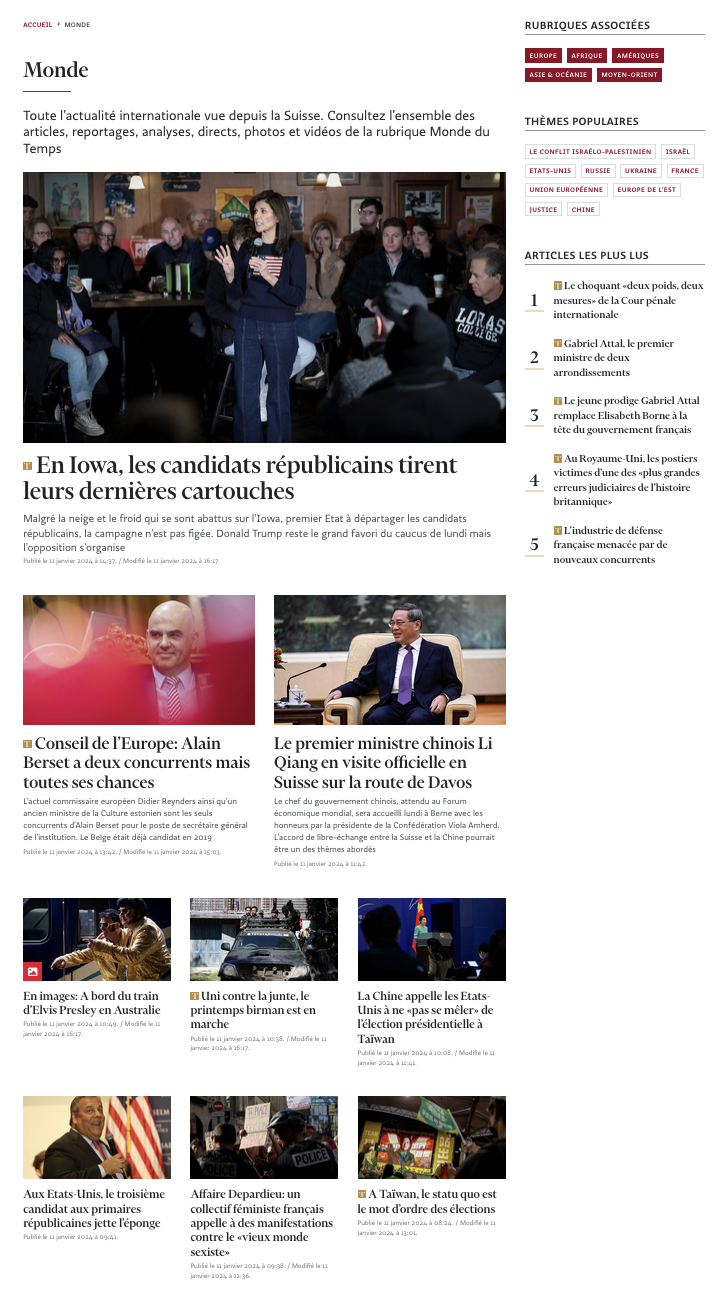 ACCUEIL MONDE
Monde
Toute l'actualité internationale vue depuis la Suisse. Consultez l'ensemble des
articles, reportages, analyses, directs, photos et vidéos de la rubrique Monde du
Temps
SUMMIT
LORAS
COLLEGE
T En Iowa, les candidats républicains tirent
leurs dernières cartouches
Malgré la neige et le froid qui se sont abattus sur l'Iowa, premier Etat à départager les candidats
républicains, la campagne n'est pas figée. Donald Trump reste le grand favori du caucus de lundi mais
l'opposition s'organise
Publié le 11 janvier 2024 à 14:37. / Modifié le 11 janvier 2024 à 16:17.
T Conseil de l'Europe: Alain
Berset a deux concurrents mais
toutes ses chances
L'actuel commissaire européen Didier Reynders ainsi qu'un
ancien ministre de la Culture estonien sont les seuls
concurrents d'Alain Berset pour le poste de secrétaire général
de l'institution. Le Belge était déjà candidat en 2019
Publié le 11 janvier 2024 à 13:42. / Modifié le 11 janvier 2024 à 15:03.
Le premier ministre chinois Li
Qiang en visite officielle en
Suisse sur la route de Davos
Le chef du gouvernement chinois, attendu au Forum
économique mondial, sera accueilli lundi à Berne avec les
honneurs par la présidente de la Confédération Viola Amherd.
L'accord de libre-échange entre la Suisse et la Chine pourrait
être un des thèmes abordés
Publié le 11 janvier 2024 à 11:42.
En images: A bord du train
d'Elvis Presley en Australie
Publié le 11 janvier 2024 à 10:49. / Modifié le 11
janvier 2024 à 16:17.
T Uni contre la junte, le
printemps birman est en
marche
Publié le 11 janvier 2024 à 10:38. / Modifié le 11
janvier 2024 à 16:17.
La Chine appelle les Etats-
Unis à ne «pas se mêler» de
l'élection présidentielle à
Taïwan
Publié le 11 janvier 2024 à 10:08. / Modifié le 11
janvier 2024 à 11:41.
Aux Etats-Unis, le troisième
candidat aux primaires
républicaines jette l'éponge
Publié le 11 janvier 2024 à 09:41.
POLICE
POLICE
Affaire Depardieu: un
collectif féministe français
appelle à des manifestations
contre le «vieux monde
sexiste»
Publié le 11 janvier 2024 à 09:38. / Modifié le 11
janvier 2024 à 12:36.
T A Taïwan, le statu quo est
le mot d'ordre des élections
Publié le 11 janvier 2024 à 08:24. / Modifié le 11
janvier 2024 à 13:01.
RUBRIQUES ASSOCIÉES
EUROPE AFRIQUE AMÉRIQUES
ASIE & OCÉANIE MOYEN-ORIENT
THÈMES POPULAIRES
LE CONFLIT ISRAÉLO-PALESTINIEN ISRAËL
ETATS-UNIS RUSSIE UKRAINE FRANCE
UNION EUROPÉENNE EUROPE DE L'EST
JUSTICE CHINE
ARTICLES LES PLUS LUS
1
T Le choquant «deux poids, deux
mesures» de la Cour pénale
internationale
2
T Gabriel Attal, le premier
ministre de deux
arrondissements
3
T Le jeune prodige Gabriel Attal
remplace Elisabeth Borne à la
tête du gouvernement français
4
T Au Royaume-Uni, les postiers
victimes d'une des «plus grandes
erreurs judiciaires de l'histoire
britannique»
5
T L'industrie de défense
française menacée par de
nouveaux concurrents